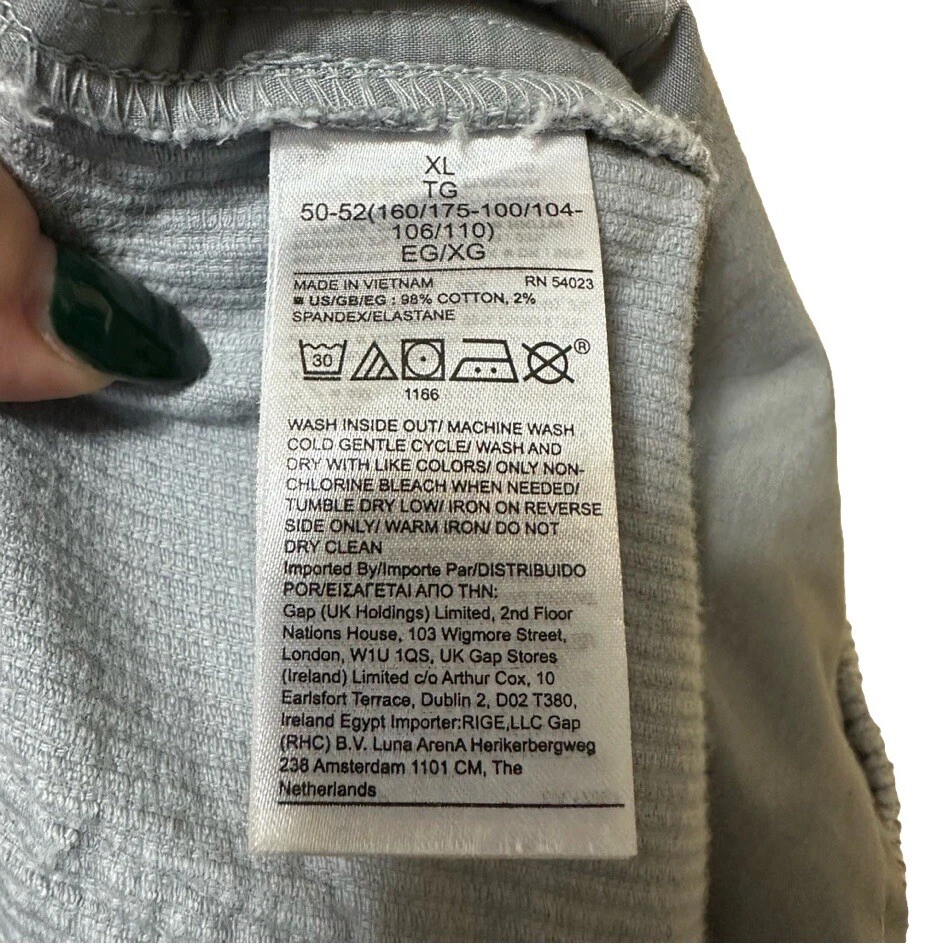 XL
TG
50-52(160/175-100/104-
106/110)
EG/XG
MADE IN VIETNAM RN 54023
US/GB/EG : 98% COTTON, 2%
SPANDEX/ELASTANE
30 ®
1166
WASH INSIDE OUT/ MACHINE WASH
COLD GENTLE CYCLE/ WASH AND
DRY WITH LIKE COLORS/ ONLY NON-
CHLORINE BLEACH WHEN NEEDED/
TUMBLE DRY LOW/ IRON ON REVERSE
SIDE ONLY/ WARM IRON/ DO NOT
DRY CLEAN
Imported By/Importe Par/DISTRIBUIDO
POR/ΕΙΣΑΓΕΤΑΙ ΑΠΟ ΤΗΝ:
Gap (UK Holdings) Limited, 2nd Floor
Nations House, 103 Wigmore Street,
London, W1U 1QS, UK Gap Stores
(Ireland) Limited c/o Arthur Cox, 10
Earlsfort Terrace, Dublin 2, D02 T380,
Ireland Egypt Importer:RIGE,LLC Gap
(RHC) B.V. Luna ArenA Herikerbergweg
238 Amsterdam 1101 CM, The
Netherlands